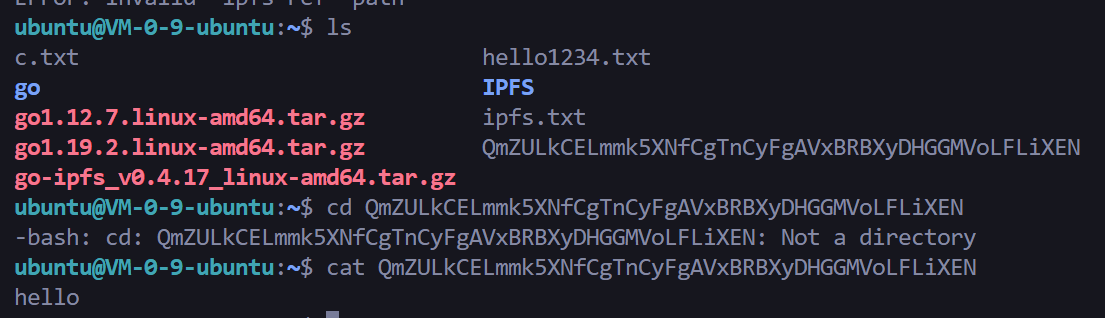 Error: invalid 'ipfs ref' path
ubuntu@VM-0-9-ubuntu:~$ ls
c.txt hello1234.txt
go IPFS
go1.12.7.linux-amd64.tar.gz ipfs.txt
go1.19.2.linux-amd64.tar.gz QmZULkCELmmk5XNfCgTnCyFgAVxBRBXyDHGGMVoLFLiXEN
go-ipfs_v0.4.17_linux-amd64.tar.gz
ubuntu@VM-0-9-ubuntu:~$ cd QmZULkCELmmk5XNfCgTnCyFgAVxBRBXyDHGGMVoLFLiXEN
-bash: cd: QmZULkCELmmk5XNfCgTnCyFgAVxBRBXyDHGGMVoLFLiXEN: Not a directory
ubuntu@VM-0-9-ubuntu:~$ cat QmZULkCELmmk5XNfCgTnCyFgAVxBRBXyDHGGMVoLFLiXEN
hello